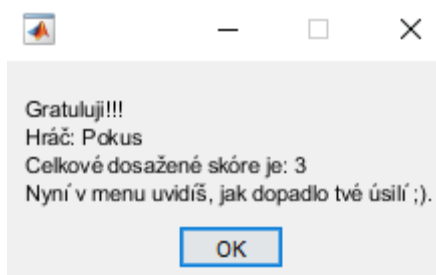 Gratuluji!!!
Hráč: Pokus
Celkové dosažené skóre je: 3
Nyní v menu uvidíš, jak dopadlo tvé úsilí ;).
OK